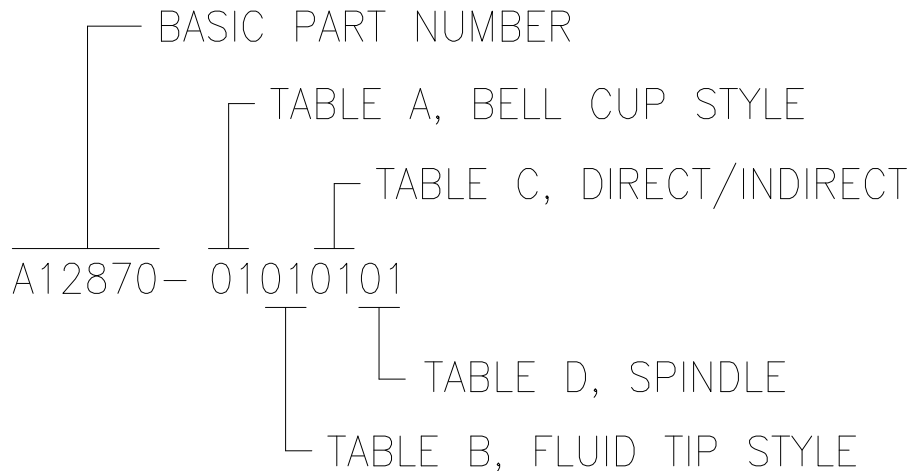 BASIC PART NUMBER
TABLE A, BELL CUP STYLE
TABLE C, DIRECT/INDIRECT
A12870- 01010101
TABLE D, SPINDLE
TABLE B, FLUID TIP STYLE